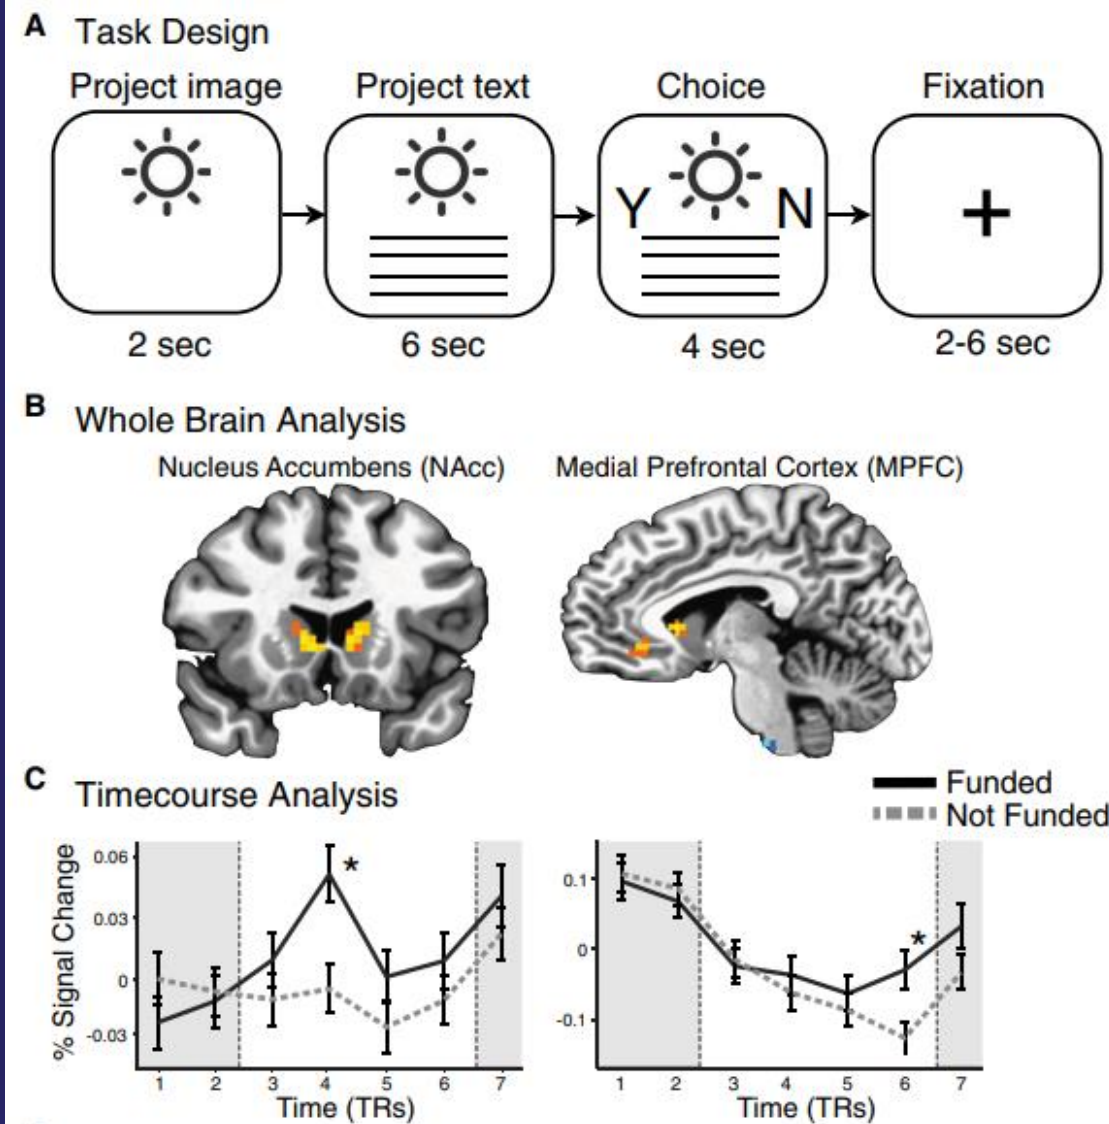 A Task Design
Project image Project text Choice Fixation
Y N +
2 sec 6 sec 4 sec 2-6 sec
B Whole Brain Analysis
Nucleus Accumbens (NAcc) Medial Prefrontal Cortex (MPFC)
C Timecourse Analysis
Funded
Not Funded
% Signal Change
0.06
0.03
0
-0.03
1 2 3 4 5 6 7
Time (TRs)
*
0.1
0
-0.1
1 2 3 4 5 6 7
Time (TRs)
*